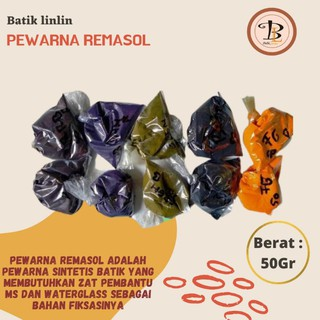 Batik linlin
PEWARNA REMASOL
Berat :
50Gr
PEWARNA REMASOL ADALAH
PEWARNA SINTETIS BATIK YANG
MEMBUTUHKAN ZAT PEMBANTU
MS DAN WATERGLASS SEBAGAI
BAHAN FIKSASINYA